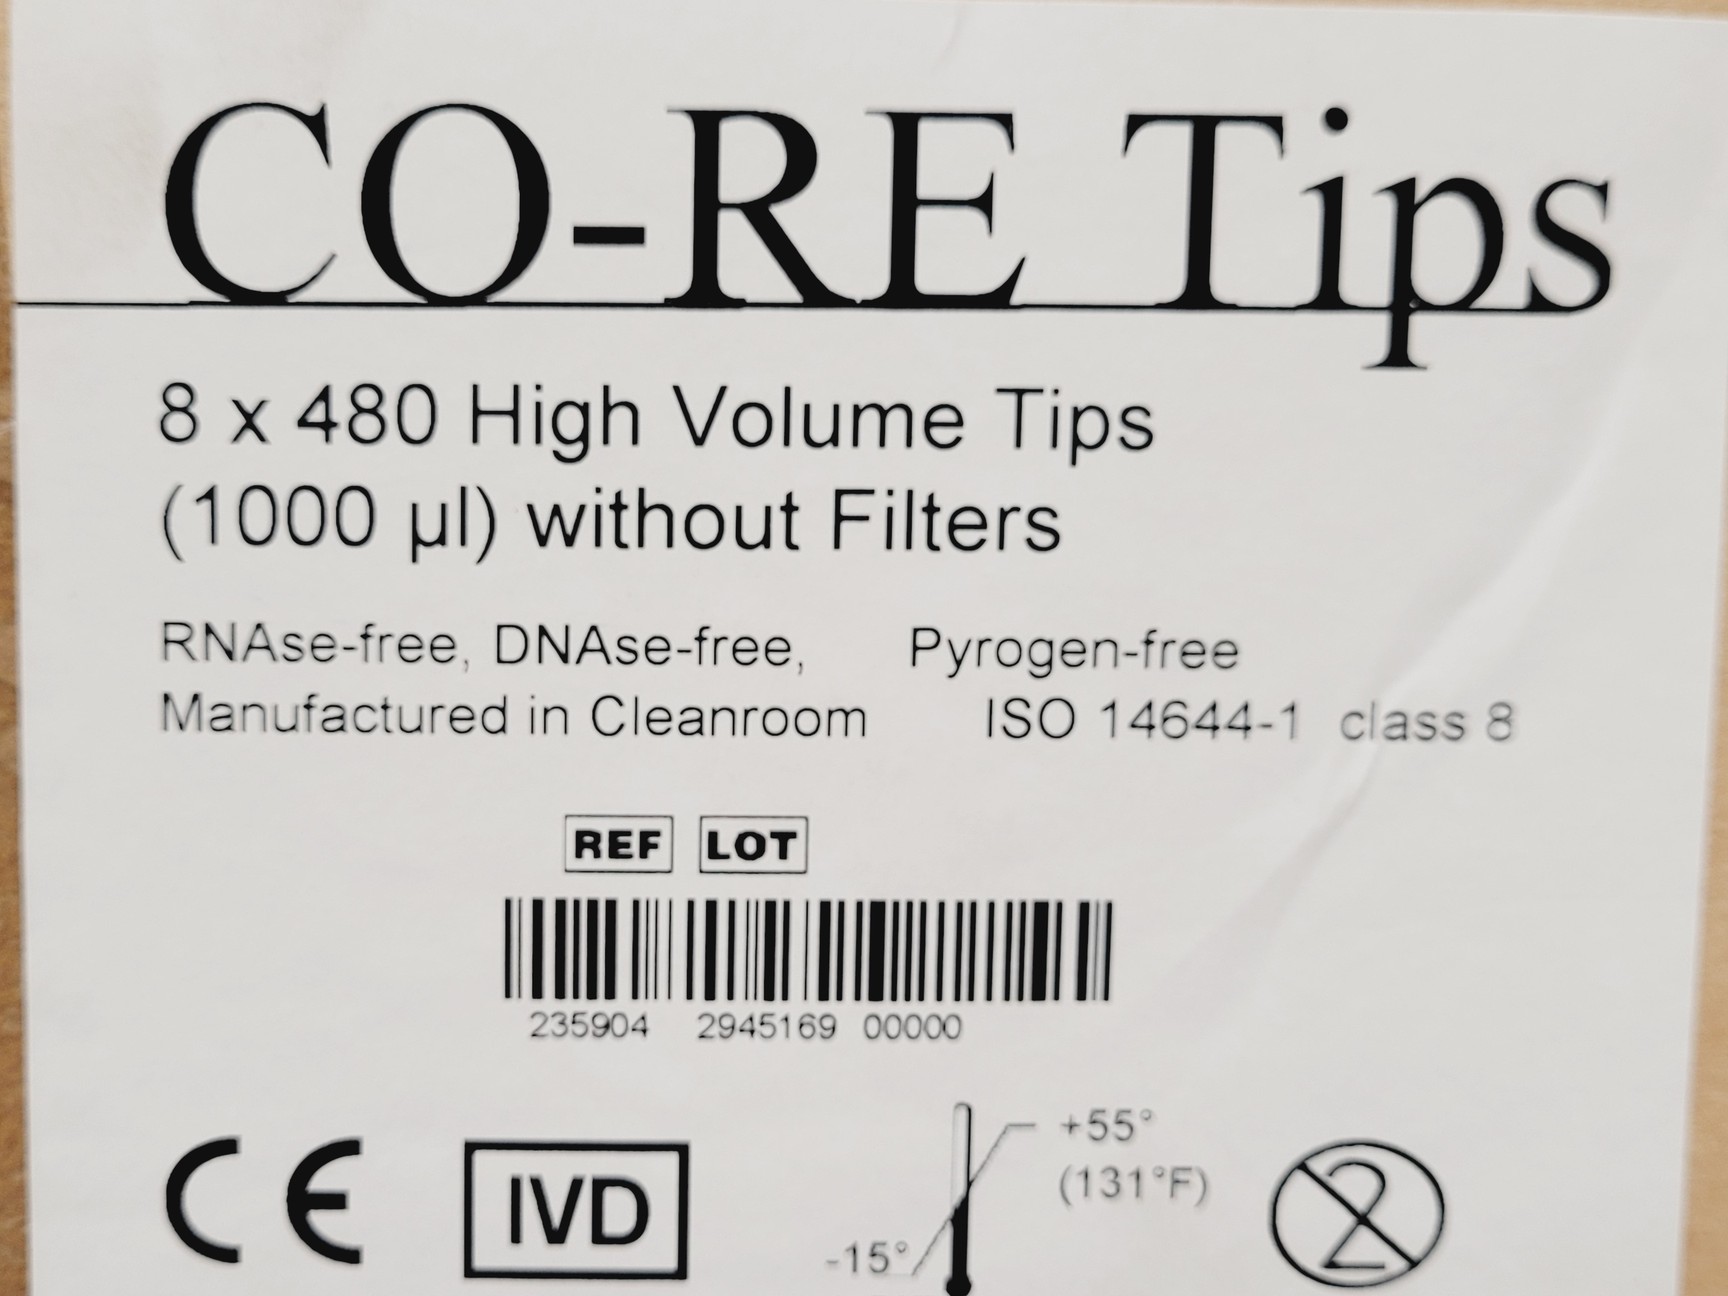 CO-RE Tips
8 x 480 High Volume Tips
(1000 µl) without Filters
RNAse-free, DNAse-free, Pyrogen-free
Manufactured in Cleanroom ISO 14644-1 class 8
REF LOT
235904 2945169 00000
+55°
(131°F)
CE IVD -15° 2